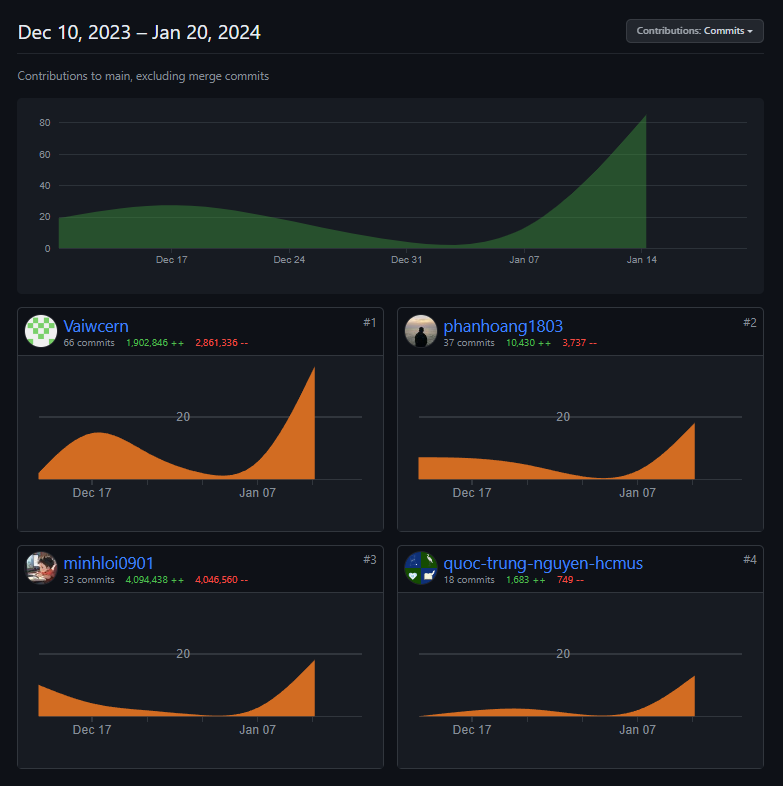 Dec 10, 2023 – Jan 20, 2024
Contributions: Commits
Contributions to main, excluding merge commits
80
60
40
20
0
Dec 17 Dec 24 Dec 31 Jan 07 Jan 14
Vaiwcern #1
66 commits 1,902,846 ++ 2,861,336 --
20
Dec 17 Jan 07
phanhoang1803 #2
37 commits 10,430 ++ 3,737 --
20
Dec 17 Jan 07
minhloi0901 #3
33 commits 4,094,438 ++ 4,046,560 --
20
Dec 17 Jan 07
quoc-trung-nguyen-hcmus #4
18 commits 1,683 ++ 749 --
20
Dec 17 Jan 07